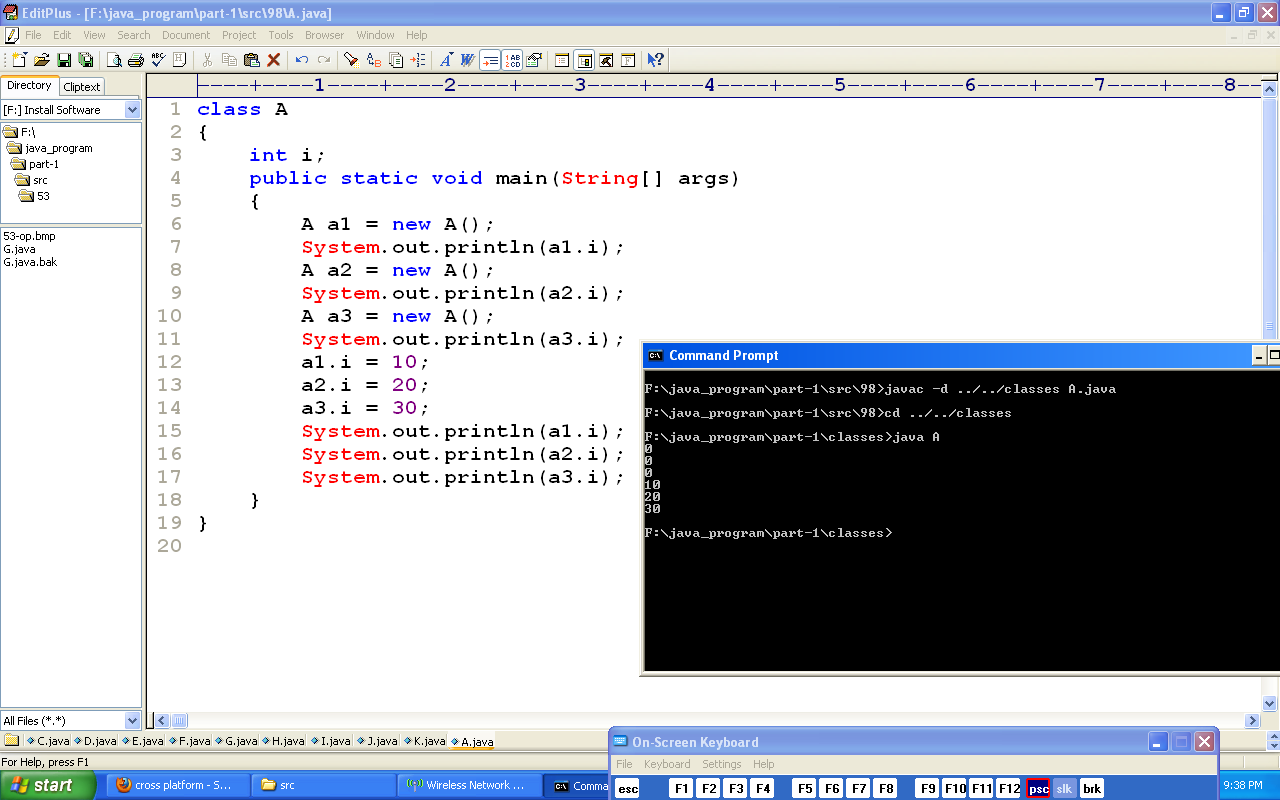 EditPlus - [F:\java_program\part-1\src\98\A.java]
File Edit View Search Document Project Tools Browser Window Help
Directory Cliptext
[F:] Install Software
F:\
java_program
part-1
src
53
53-op.bmp
G.java
G.java.bak
All Files (*.*)
----+----1----+----2----+----3----+----4----+----5----+----6----+----7----+----8--
1 class A
2 {
3 int i;
4 public static void main(String[] args)
5 {
6 A a1 = new A();
7 System.out.println(a1.i);
8 A a2 = new A();
9 System.out.println(a2.i);
10 A a3 = new A();
11 System.out.println(a3.i);
12 a1.i = 10;
13 a2.i = 20;
14 a3.i = 30;
15 System.out.println(a1.i);
16 System.out.println(a2.i);
17 System.out.println(a3.i);
18 }
19 }
20
Command Prompt
F:\java_program\part-1\src\98>javac -d ../../classes A.java
F:\java_program\part-1\src\98>cd ../../classes
F:\java_program\part-1\classes>java A
0
0
0
10
20
30
F:\java_program\part-1\classes>
C.java D.java E.java F.java G.java H.java I.java J.java K.java A.java
For Help, press F1
On-Screen Keyboard
File Keyboard Settings Help
esc F1 F2 F3 F4 F5 F6 F7 F8 F9 F10 F11 F12 psc slk brk
start cross platform - S... src Wireless Network ... Comma 9:38 PM